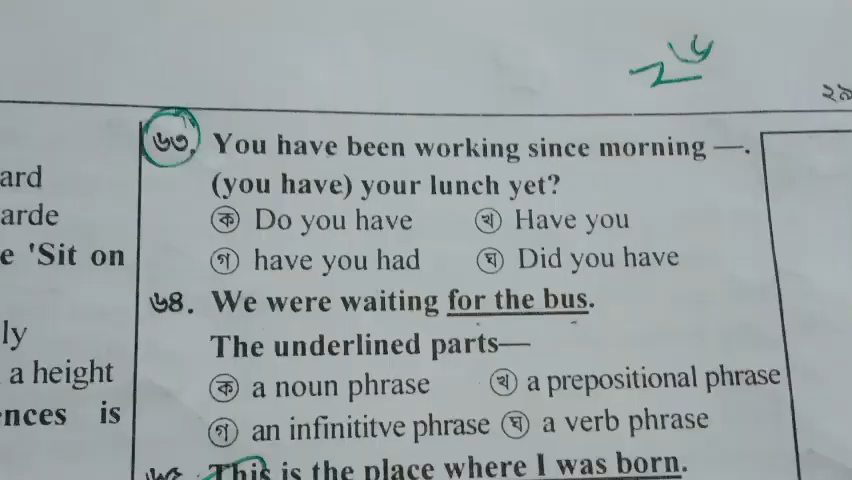 ২৯
ard
arde
e 'Sit on
ly
a height
nces is
৬৩. You have been working since morning —.
(you have) your lunch yet?
ক Do you have খ Have you
গ have you had ঘ Did you have
৬৪. We were waiting for the bus.
The underlined parts—
ক a noun phrase খ a prepositional phrase
গ an infinititve phrase ঘ a verb phrase
This is the place where I was born.